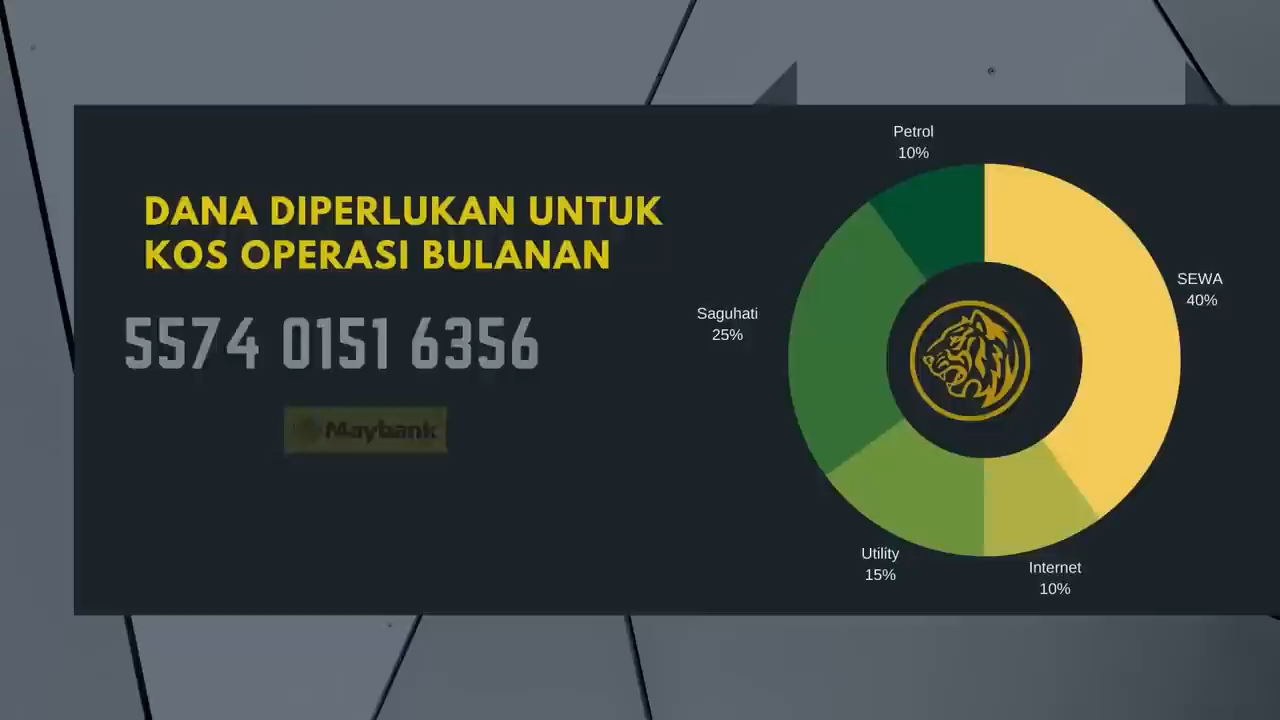 DANA DIPERLUKAN UNTUK
KOS OPERASI BULANAN
5574 0151 6356
Maybank
Petrol
10%
SEWA
40%
Saguhati
25%
Utility
15%
Internet
10%